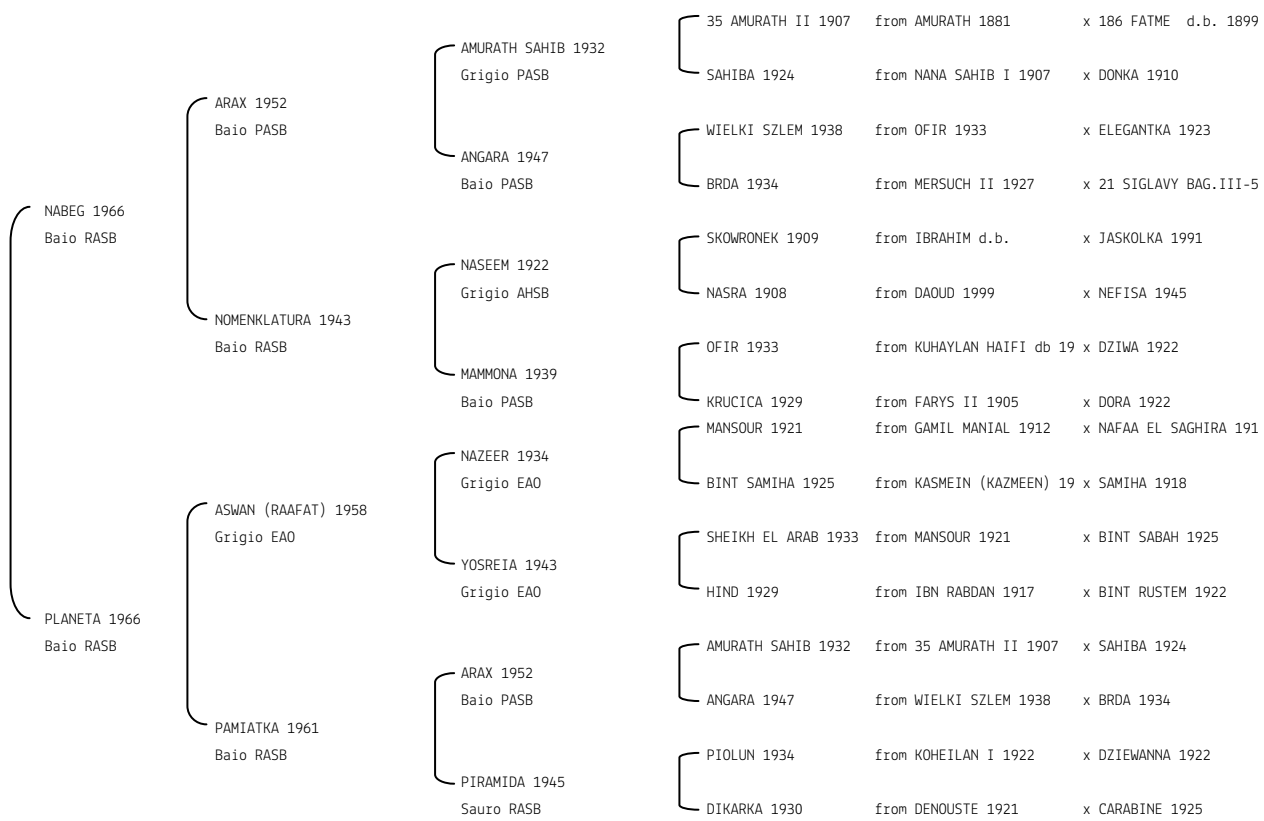 35 AMURATH II 1907 from AMURATH 1881 x 186 FATME d.b. 1899
AMURATH SAHIB 1932
Grigio PASB
SAHIBA 1924 from NANA SAHIB I 1907 x DONKA 1910
ARAX 1952
Baio PASB
WIELKI SZLEM 1938 from OFIR 1933 x ELEGANTKA 1923
ANGARA 1947
Baio PASB
BRDA 1934 from MERSUCH II 1927 x 21 SIGLAVY BAG.III-5
NABEG 1966
Baio RASB
SKOWRONEK 1909 from IBRAHIM d.b. x JASKOLKA 1991
NASEEM 1922
Grigio AHSB
NASRA 1908 from DAOUD 1999 x NEFISA 1945
NOMENKLATURA 1943
Baio RASB
OFIR 1933 from KUHAYLAN HAIFI db 19 x DZIWA 1922
MAMMONA 1939
Baio PASB
KRUCICA 1929 from FARYS II 1905 x DORA 1922
MANSOUR 1921 from GAMIL MANIAL 1912 x NAFAA EL SAGHIRA 191
NAZEER 1934
Grigio EAO
BINT SAMIHA 1925 from KASMEIN (KAZMEEN) 19 x SAMIHA 1918
ASWAN (RAAFAT) 1958
Grigio EAO
SHEIKH EL ARAB 1933 from MANSOUR 1921 x BINT SABAH 1925
YOSREIA 1943
Grigio EAO
HIND 1929 from IBN RABDAN 1917 x BINT RUSTEM 1922
PLANETA 1966
Baio RASB
AMURATH SAHIB 1932 from 35 AMURATH II 1907 x SAHIBA 1924
ARAX 1952
Baio PASB
ANGARA 1947 from WIELKI SZLEM 1938 x BRDA 1934
PAMIATKA 1961
Baio RASB
PIOLUN 1934 from KOHEILAN I 1922 x DZIEWANNA 1922
PIRAMIDA 1945
Sauro RASB
DIKARKA 1930 from DENOUSTE 1921 x CARABINE 1925